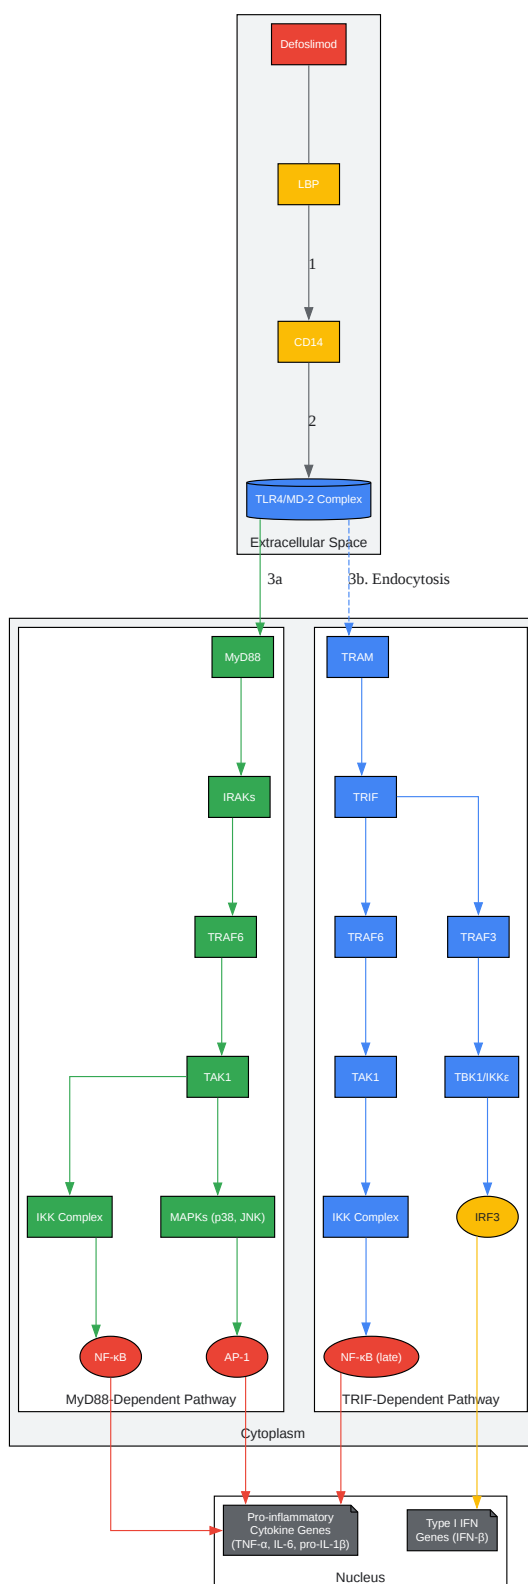 Defoslimod
LBP
1
CD14
2
TLR4/MD-2 Complex
Extracellular Space
3a
3b. Endocytosis
MyD88
TRAM
IRAKs
TRIF
TRAF6
TRAF6
TRAF3
TAK1
TAK1
TBK1/IKKε
IKK Complex
MAPKs (p38, JNK)
IKK Complex
IRF3
NF-κB
AP-1
NF-κB (late)
MyD88-Dependent Pathway
TRIF-Dependent Pathway
Cytoplasm
Pro-inflammatory
Cytokine Genes
(TNF-α, IL-6, pro-IL-1β)
Type I IFN
Genes (IFN-β)
Nucleus